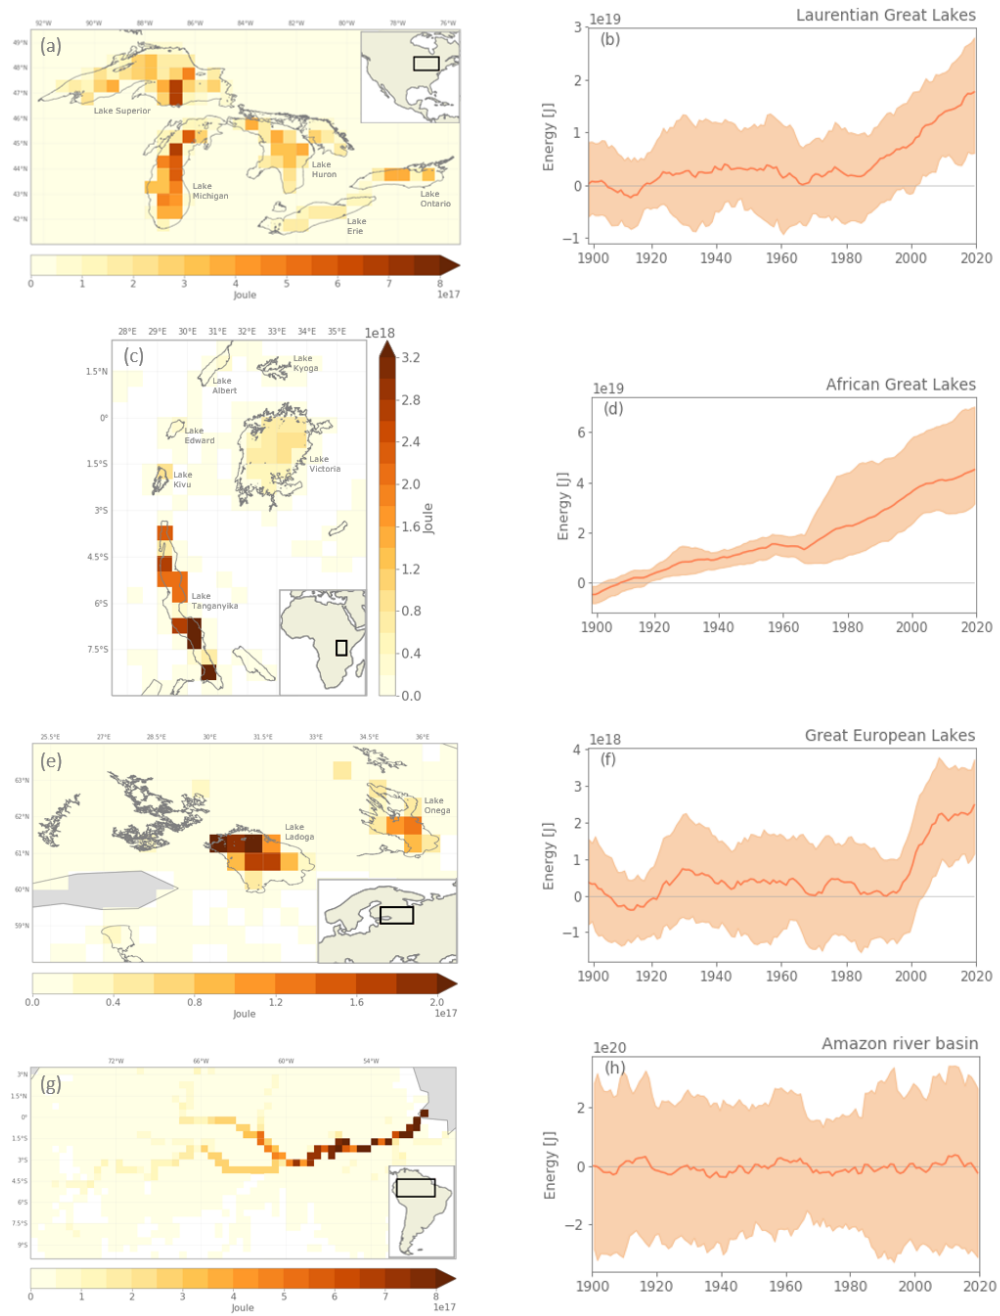 92°W 90°W 88°W 86°W 84°W 82°W 80°W 78°W 76°W
(a)
49°N
48°N
47°N
46°N
45°N
44°N
43°N
42°N
Lake Superior
Lake
Michigan
Lake
Huron
Lake
Ontario
Lake
Erie
0 1 2 3 4 5 6 7 8
1e17
Joule
Laurentian Great Lakes
1e19
(b)
Energy [J]
3
2
1
0
−1
1900 1920 1940 1960 1980 2000 2020
28°E 29°E 30°E 31°E 32°E 33°E 34°E 35°E
(c)
1.5°N
0°
1.5°S
3°S
4.5°S
6°S
7.5°S
Lake
Kyoga
Lake
Albert
Lake
Edward
Lake
Victoria
Lake
Kivu
Lake
Tanganyika
1e18
3.2
2.8
2.4
2.0
1.6
1.2
0.8
0.4
0.0
Joule
African Great Lakes
1e19
(d)
Energy [J]
6
4
2
0
1900 1920 1940 1960 1980 2000 2020
25.5°E 27°E 28.5°E 30°E 31.5°E 33°E 34.5°E 36°E
(e)
63°N
62°N
61°N
60°N
59°N
Lake
Onega
Lake
Ladoga
0.0 0.4 0.8 1.2 1.6 2.0
1e17
Joule
Great European Lakes
1e18
(f)
Energy [J]
4
3
2
1
0
−1
1900 1920 1940 1960 1980 2000 2020
72°W 66°W 60°W 54°W
(g)
3°N
1.5°N
0°
1.5°S
3°S
4.5°S
6°S
7.5°S
9°S
0 1 2 3 4 5 6 7 8
1e17
Joule
Amazon river basin
1e20
(h)
Energy [J]
2
0
−2
1900 1920 1940 1960 1980 2000 2020